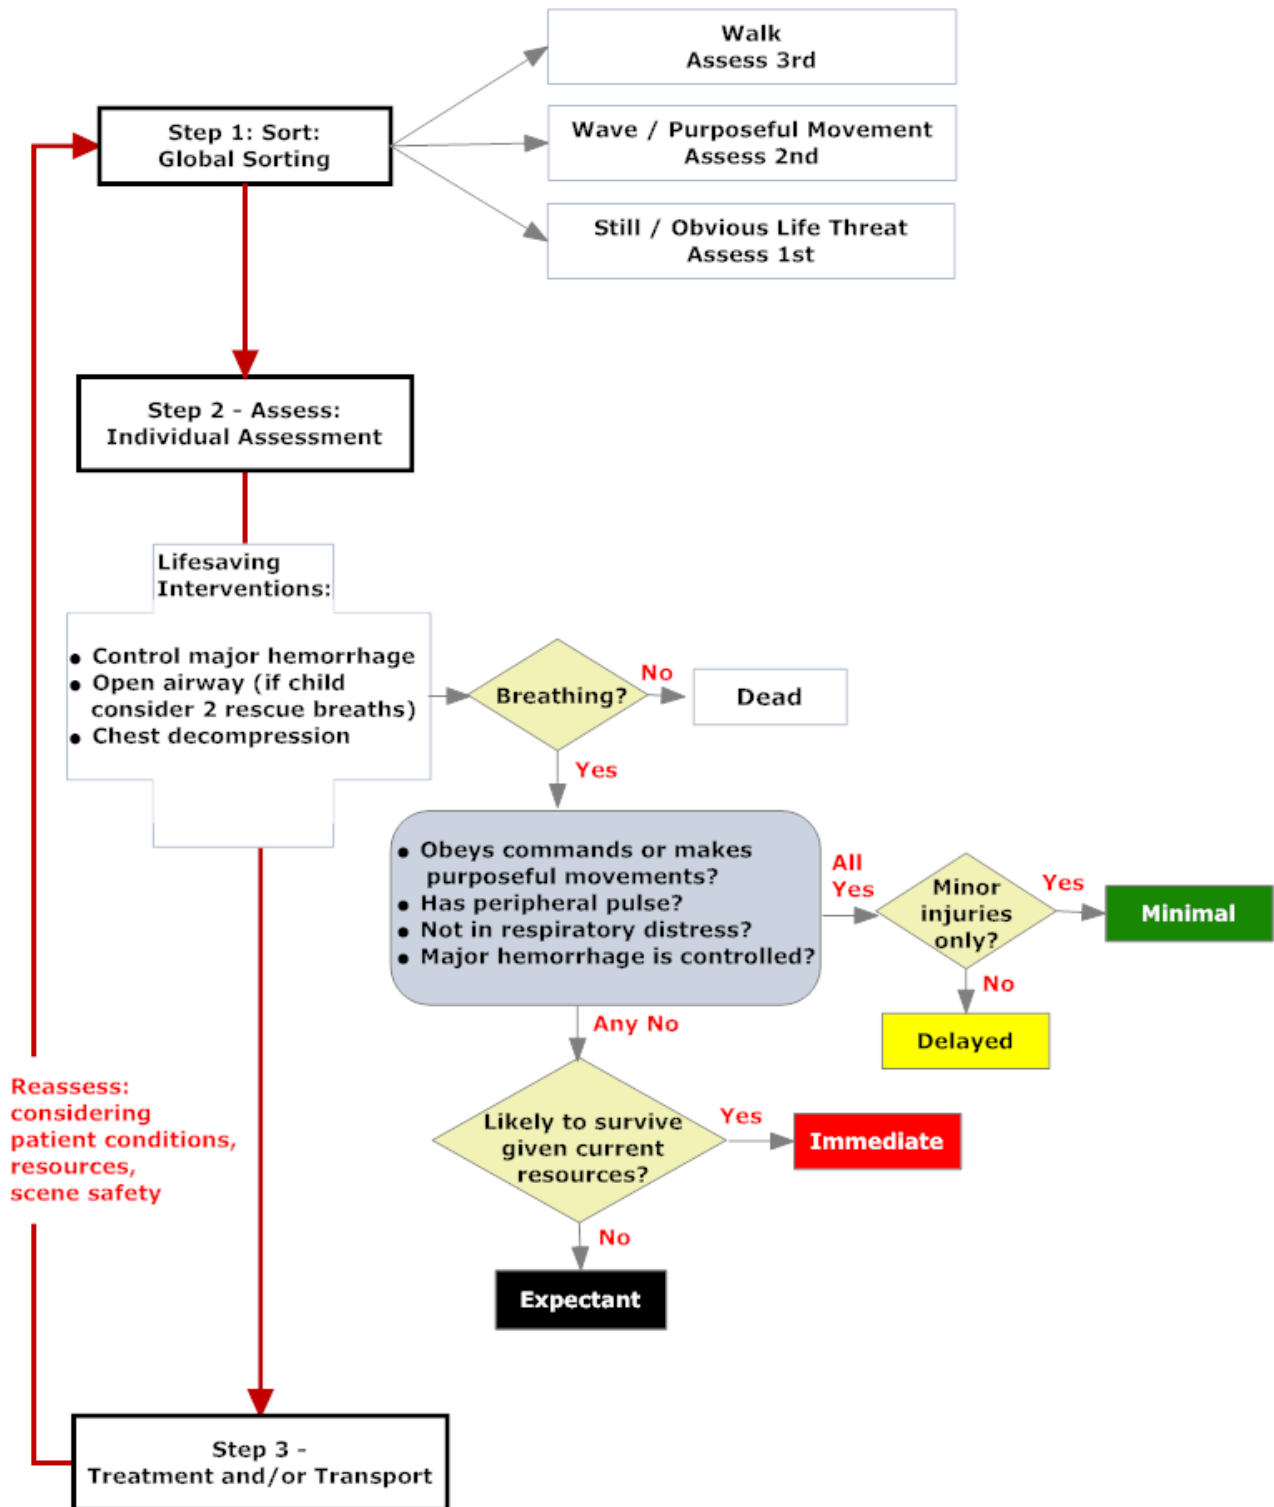 Walk
Assess 3rd
Step 1: Sort:
Global Sorting
Wave / Purposeful Movement
Assess 2nd
Still / Obvious Life Threat
Assess 1st
Step 2 - Assess:
Individual Assessment
Lifesaving
Interventions:
● Control major hemorrhage
● Open airway (if child
consider 2 rescue breaths)
● Chest decompression
Breathing?
No
Dead
Yes
● Obeys commands or makes
purposeful movements?
● Has peripheral pulse?
● Not in respiratory distress?
● Major hemorrhage is controlled?
All
Yes
Minor
injuries
only?
Yes
Minimal
No
Delayed
Any No
Likely to survive
given current
resources?
Yes
Immediate
No
Expectant
Reassess:
considering
patient conditions,
resources,
scene safety
Step 3 -
Treatment and/or Transport